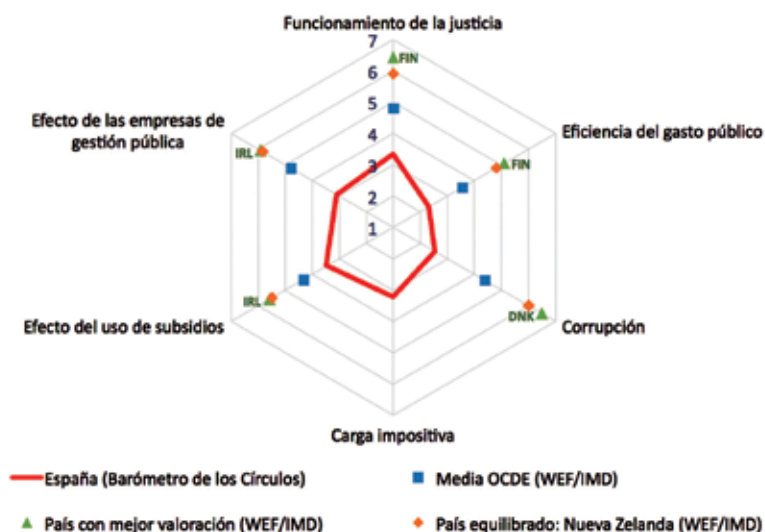 Funcionamiento de la justicia
7
FIN
6
5
Efecto de las empresas de
gestión pública
4
Eficiencia del gasto público
IRL
3
FIN
2
1
IRL
DNK
Efecto del uso de subsidios
Corrupción
Carga impositiva
España (Barómetro de los Círculos)
Media OCDE (WEF/IMD)
País con mejor valoración (WEF/IMD)
País equilibrado: Nueva Zelanda (WEF/IMD)